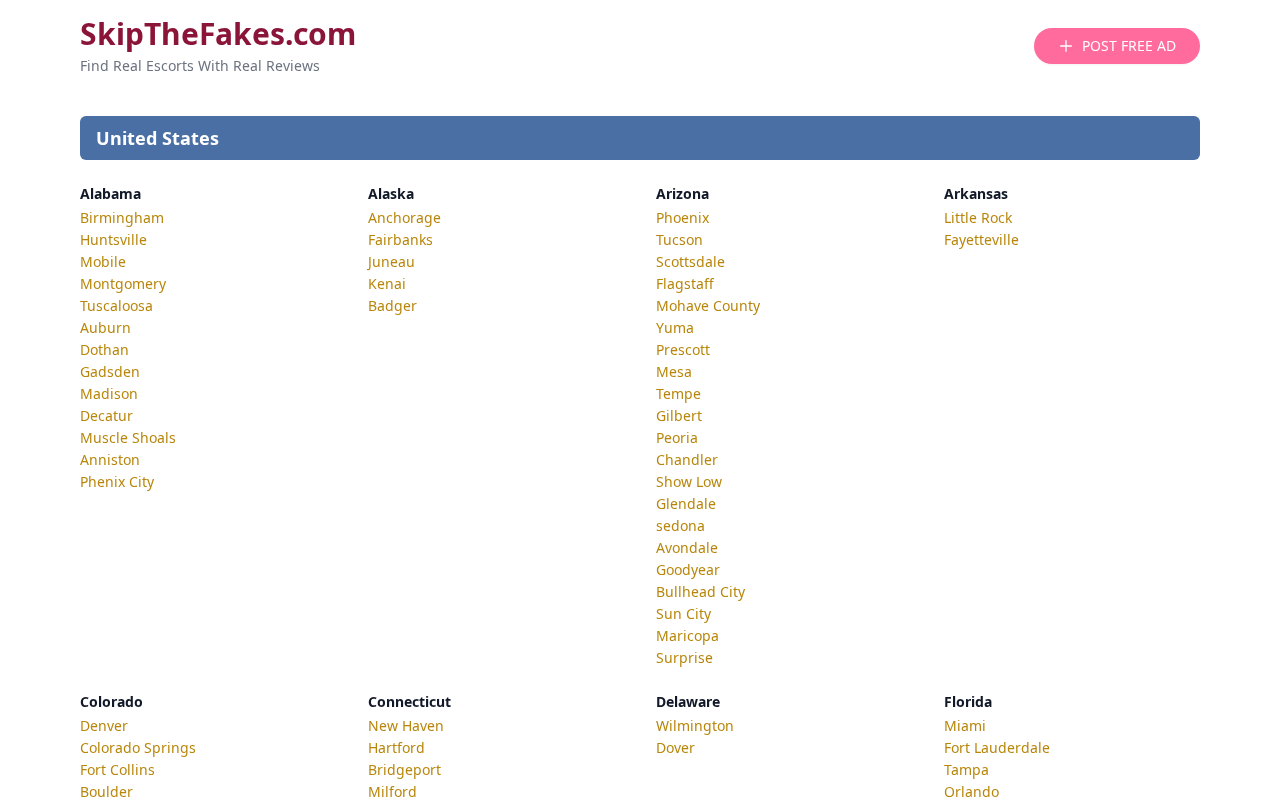 SkipTheFakes.com
Find Real Escorts With Real Reviews
POST FREE AD
United States
Alabama
Birmingham
Huntsville
Mobile
Montgomery
Tuscaloosa
Auburn
Dothan
Gadsden
Madison
Decatur
Muscle Shoals
Anniston
Phenix City
Alaska
Anchorage
Fairbanks
Juneau
Kenai
Badger
Arizona
Phoenix
Tucson
Scottsdale
Flagstaff
Mohave County
Yuma
Prescott
Mesa
Tempe
Gilbert
Peoria
Chandler
Show Low
Glendale
sedona
Avondale
Goodyear
Bullhead City
Sun City
Maricopa
Surprise
Arkansas
Little Rock
Fayetteville
Colorado
Denver
Colorado Springs
Fort Collins
Boulder
Connecticut
New Haven
Hartford
Bridgeport
Milford
Delaware
Wilmington
Dover
Florida
Miami
Fort Lauderdale
Tampa
Orlando